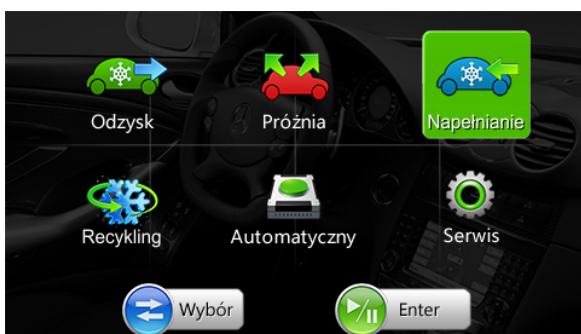 Odzysk
Próżnia
Napełnianie
Recykling
Automatyczny
Serwis
Wybór
Enter